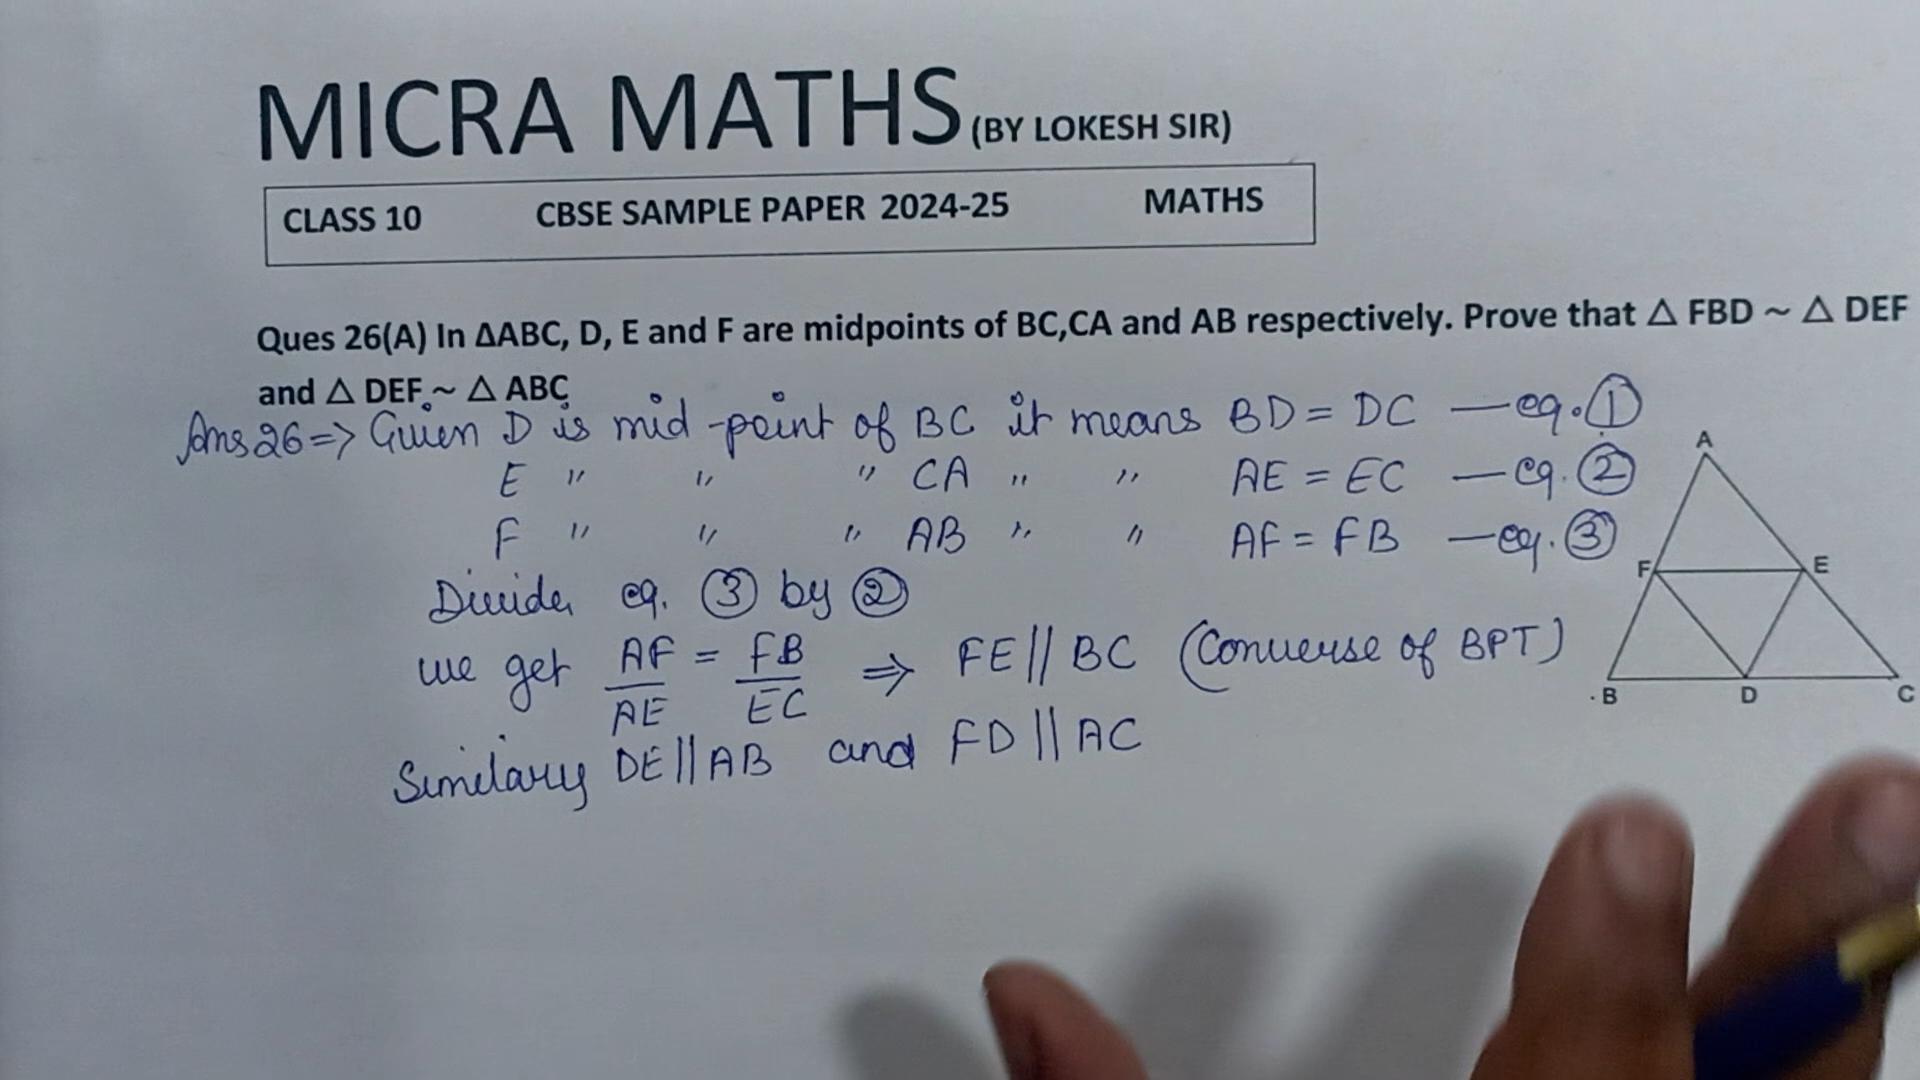 MICRA MATHS (BY LOKESH SIR)
CLASS 10 CBSE SAMPLE PAPER 2024-25 MATHS
Ques 26(A) In ΔABC, D, E and F are midpoints of BC,CA and AB respectively. Prove that △ FBD ~ △ DEF
and △ DEF ~ △ ABC
Ans 26 => Given D is mid-point of BC it means BD = DC — eq. ①
E " " " CA " " AE = EC — eq. ②
F " " " AB " " AF = FB — eq. ③
Divide eq. ③ by ②
we get AF/AE = FB/EC ⇒ FE || BC (Converse of BPT)
Similary DE || AB and FD || AC
A
F E
B D C